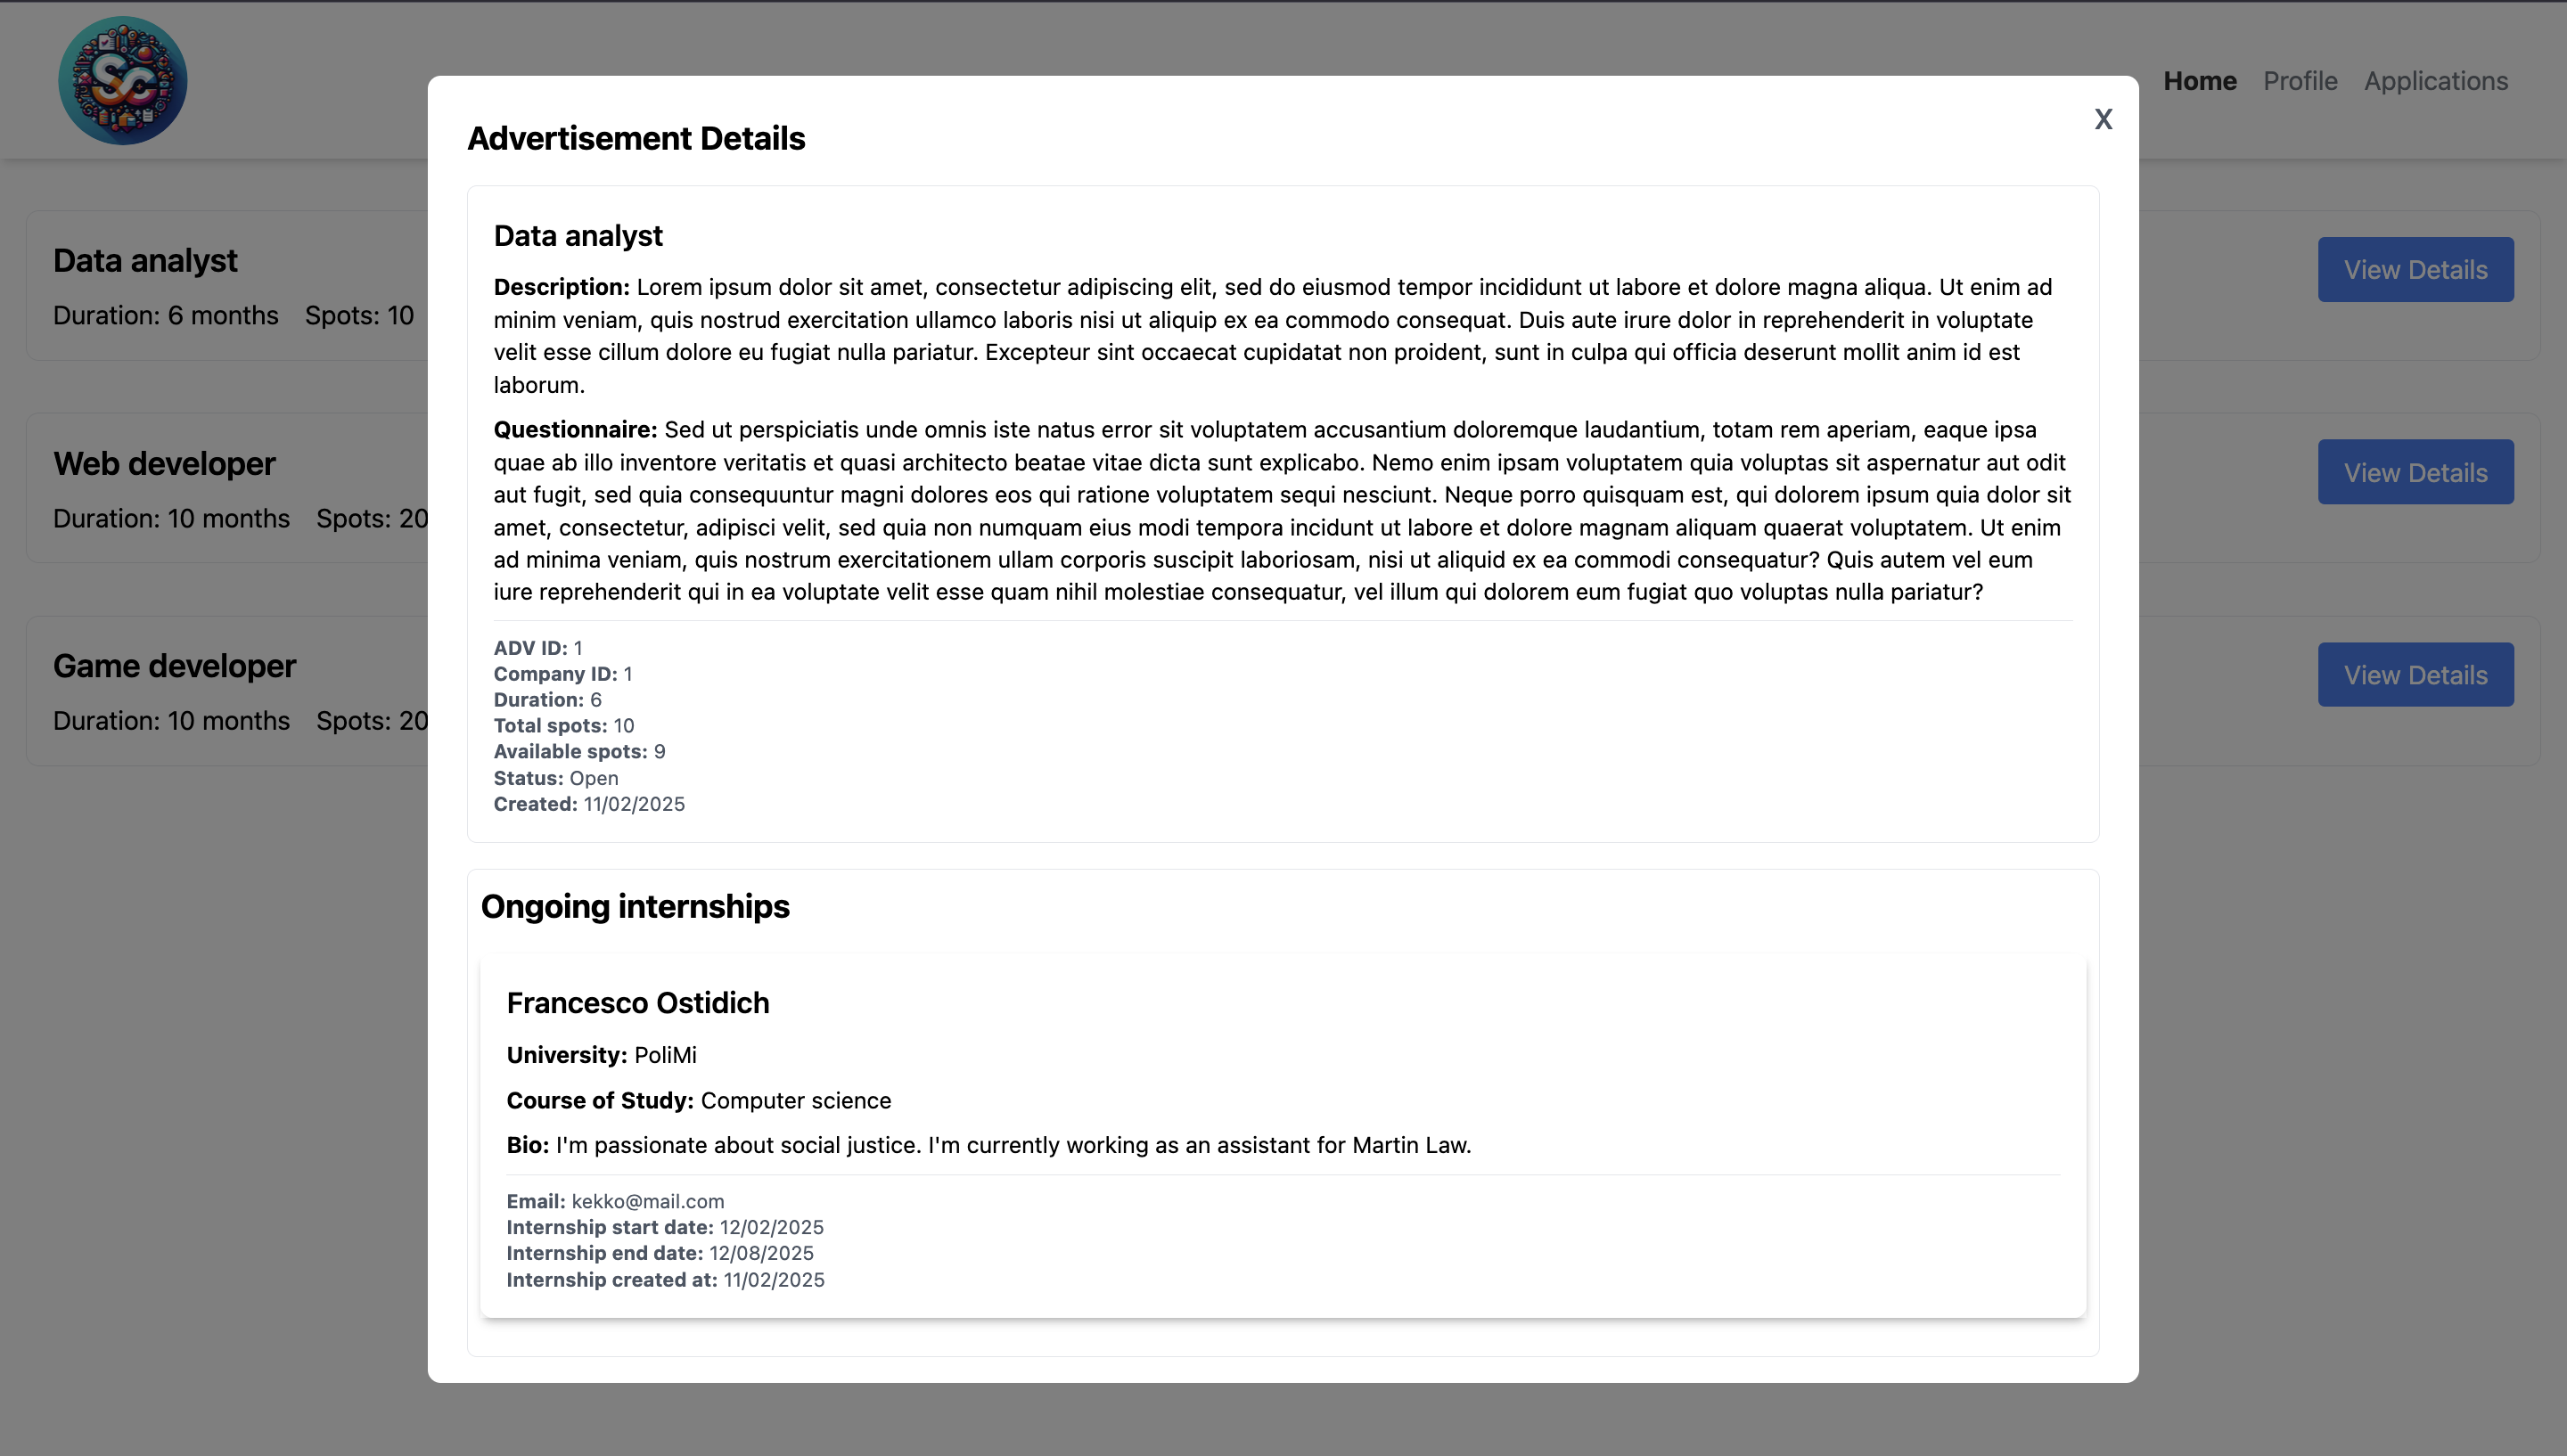 SC
Home Profile Applications
X
Advertisement Details
Data analyst
Duration: 6 months Spots: 10
View Details
Web developer
Duration: 10 months Spots: 20
View Details
Game developer
Duration: 10 months Spots: 20
View Details
Data analyst
Description: Lorem ipsum dolor sit amet, consectetur adipiscing elit, sed do eiusmod tempor incididunt ut labore et dolore magna aliqua. Ut enim ad
minim veniam, quis nostrud exercitation ullamco laboris nisi ut aliquip ex ea commodo consequat. Duis aute irure dolor in reprehenderit in voluptate
velit esse cillum dolore eu fugiat nulla pariatur. Excepteur sint occaecat cupidatat non proident, sunt in culpa qui officia deserunt mollit anim id est
laborum.
Questionnaire: Sed ut perspiciatis unde omnis iste natus error sit voluptatem accusantium doloremque laudantium, totam rem aperiam, eaque ipsa
quae ab illo inventore veritatis et quasi architecto beatae vitae dicta sunt explicabo. Nemo enim ipsam voluptatem quia voluptas sit aspernatur aut odit
aut fugit, sed quia consequuntur magni dolores eos qui ratione voluptatem sequi nesciunt. Neque porro quisquam est, qui dolorem ipsum quia dolor sit
amet, consectetur, adipisci velit, sed quia non numquam eius modi tempora incidunt ut labore et dolore magnam aliquam quaerat voluptatem. Ut enim
ad minima veniam, quis nostrum exercitationem ullam corporis suscipit laboriosam, nisi ut aliquid ex ea commodi consequatur? Quis autem vel eum
iure reprehenderit qui in ea voluptate velit esse quam nihil molestiae consequatur, vel illum qui dolorem eum fugiat quo voluptas nulla pariatur?
ADV ID: 1
Company ID: 1
Duration: 6
Total spots: 10
Available spots: 9
Status: Open
Created: 11/02/2025
Ongoing internships
Francesco Ostidich
University: PoliMi
Course of Study: Computer science
Bio: I'm passionate about social justice. I'm currently working as an assistant for Martin Law.
Email: kekko@mail.com
Internship start date: 12/02/2025
Internship end date: 12/08/2025
Internship created at: 11/02/2025